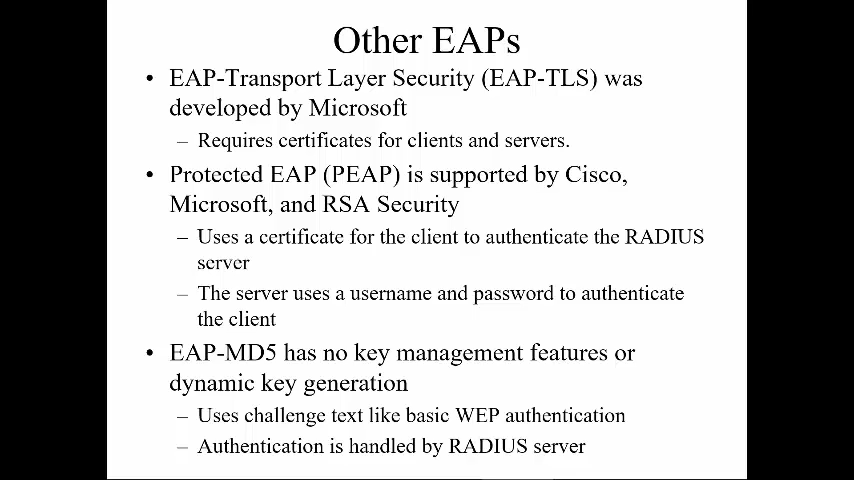 Other EAPs
• EAP-Transport Layer Security (EAP-TLS) was
developed by Microsoft
– Requires certificates for clients and servers.
• Protected EAP (PEAP) is supported by Cisco,
Microsoft, and RSA Security
– Uses a certificate for the client to authenticate the RADIUS
server
– The server uses a username and password to authenticate
the client
• EAP-MD5 has no key management features or
dynamic key generation
– Uses challenge text like basic WEP authentication
– Authentication is handled by RADIUS server